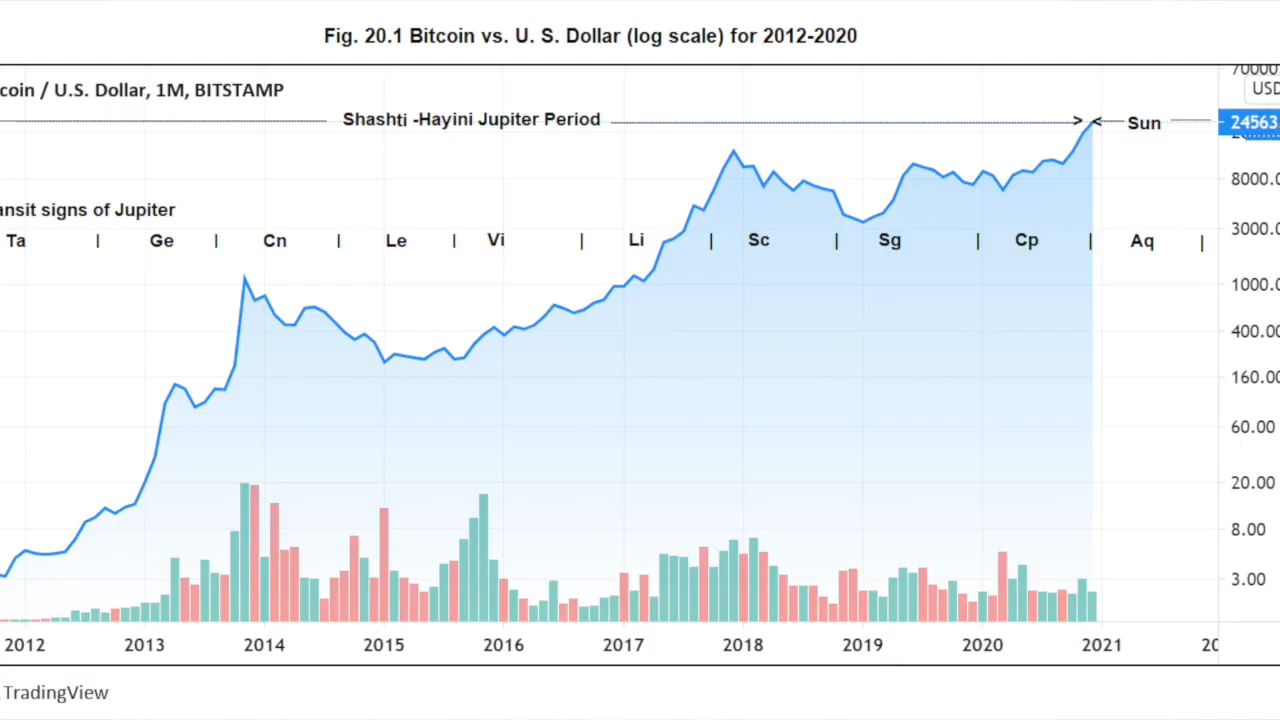 Fig. 20.1 Bitcoin vs. U. S. Dollar (log scale) for 2012-2020
coin / U.S. Dollar, 1M, BITSTAMP
USD
Shashti -Hayini Jupiter Period > < Sun
24563
8000.0
ansit signs of Jupiter
3000.0
Ta | Ge | Cn | Le | Vi | Li | Sc | Sg | Cp | Aq |
1000.0
400.00
160.00
60.00
20.00
8.00
3.00
2012 2013 2014 2015 2016 2017 2018 2019 2020 2021 20
TradingView